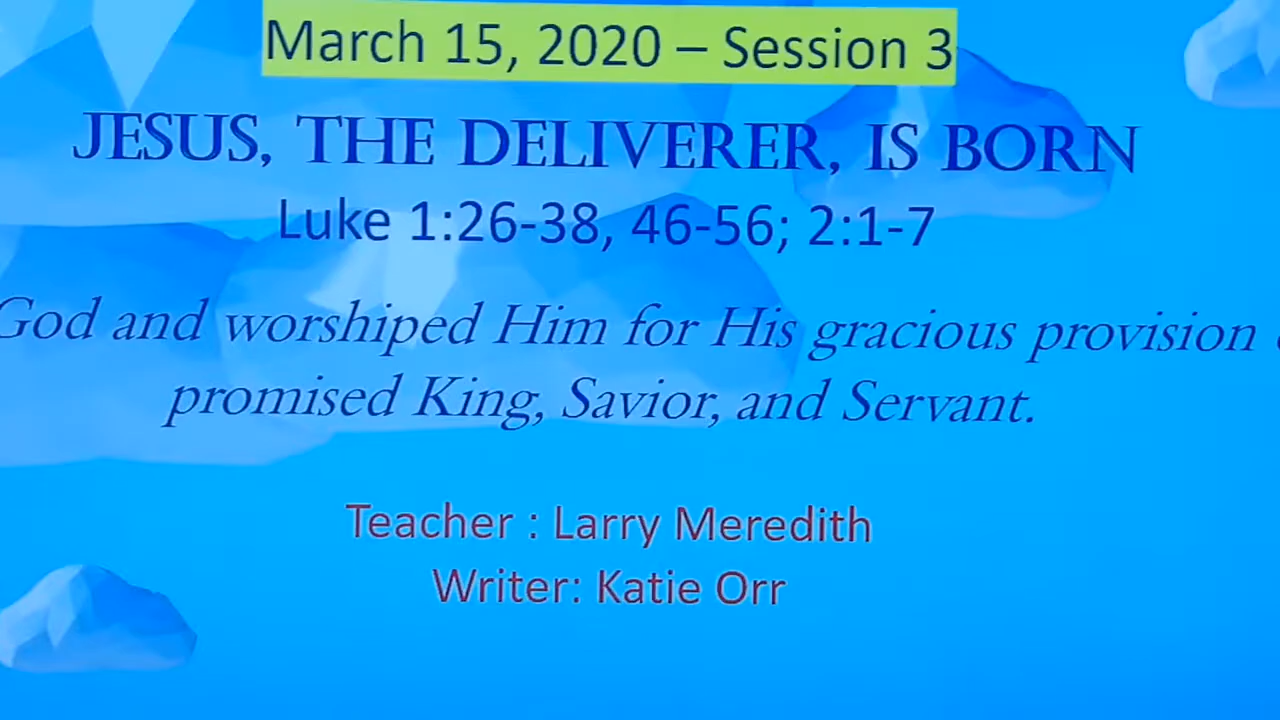 March 15, 2020 – Session 3
JESUS, THE DELIVERER, IS BORN
Luke 1:26-38, 46-56; 2:1-7
God and worshiped Him for His gracious provision
promised King, Savior, and Servant.
Teacher : Larry Meredith
Writer: Katie Orr